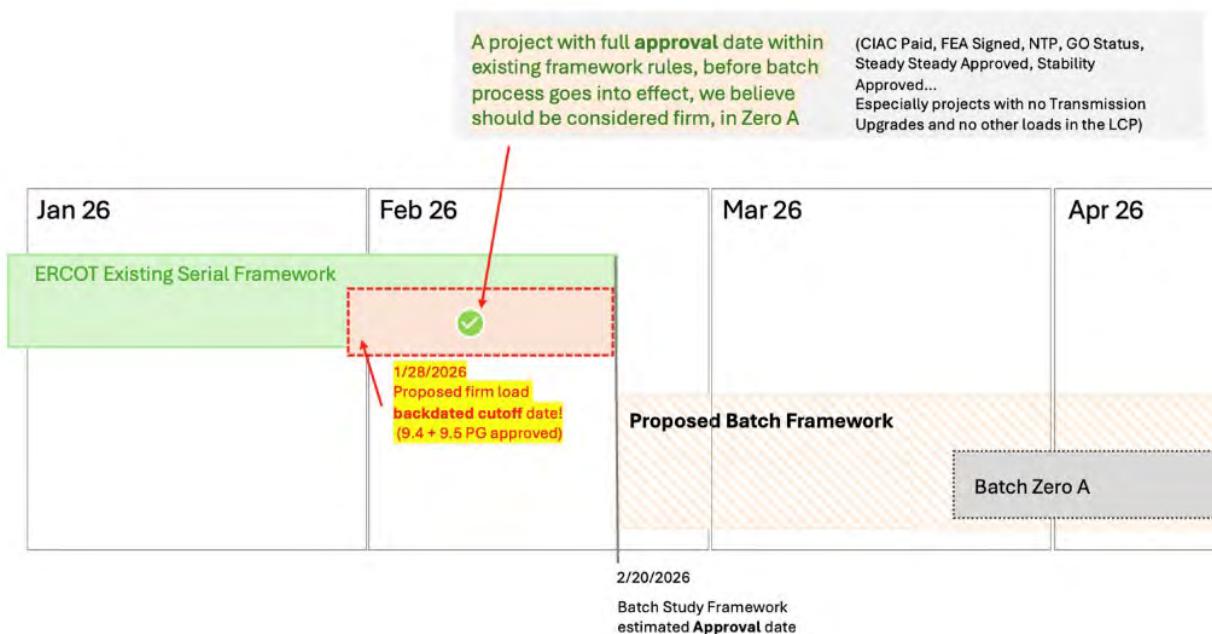 A project with full approval date within
existing framework rules, before batch
process goes into effect, we believe
should be considered firm, in Zero A
(CIAC Paid, FEA Signed, NTP, GO Status,
Steady Steady Approved, Stability
Approved...
Especially projects with no Transmission
Upgrades and no other loads in the LCP)
Jan 26
Feb 26
Mar 26
Apr 26
ERCOT Existing Serial Framework
1/28/2026
Proposed firm load
backdated cutoff date!
(9.4 + 9.5 PG approved)
Proposed Batch Framework
Batch Zero A
2/20/2026
Batch Study Framework
estimated Approval date